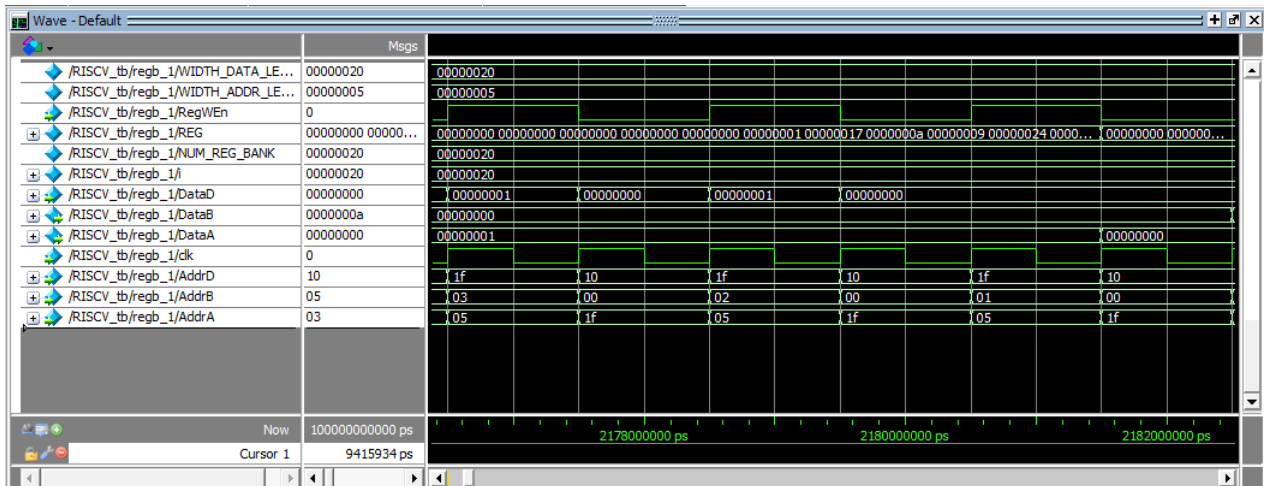 Wave - Default
Msgs
/RISCV_tb/regb_1/WIDTH_DATA_LE... 00000020 00000020
/RISCV_tb/regb_1/WIDTH_ADDR_LE... 00000005 00000005
/RISCV_tb/regb_1/RegWEn 0
/RISCV_tb/regb_1/REG 00000000 00000... 00000000 00000000 00000000 00000000 00000000 00000001 00000017 0000000a 00000009 00000024 0000... 00000000 000000...
/RISCV_tb/regb_1/NUM_REG_BANK 00000020 00000020
/RISCV_tb/regb_1/i 00000020 00000020
/RISCV_tb/regb_1/DataD 00000000 00000001 00000000 00000001 00000000
/RISCV_tb/regb_1/DataB 0000000a 00000000
/RISCV_tb/regb_1/DataA 00000000 00000001 00000000
/RISCV_tb/regb_1/clk 0
/RISCV_tb/regb_1/AddrD 10 1f 10 1f 10 1f 10
/RISCV_tb/regb_1/AddrB 05 03 00 02 00 01 00
/RISCV_tb/regb_1/AddrA 03 05 1f 05 1f 05 1f
Now 100000000000 ps 2178000000 ps 2180000000 ps 2182000000 ps
Cursor 1 9415934 ps